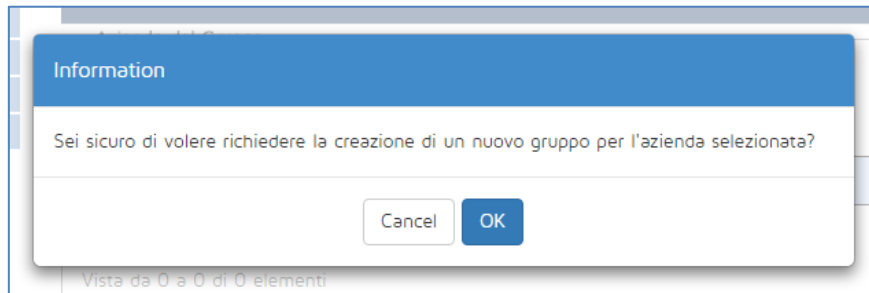 Information
Sei sicuro di volere richiedere la creazione di un nuovo gruppo per l'azienda selezionata?
Cancel OK
Vista da 0 a 0 di 0 elementi